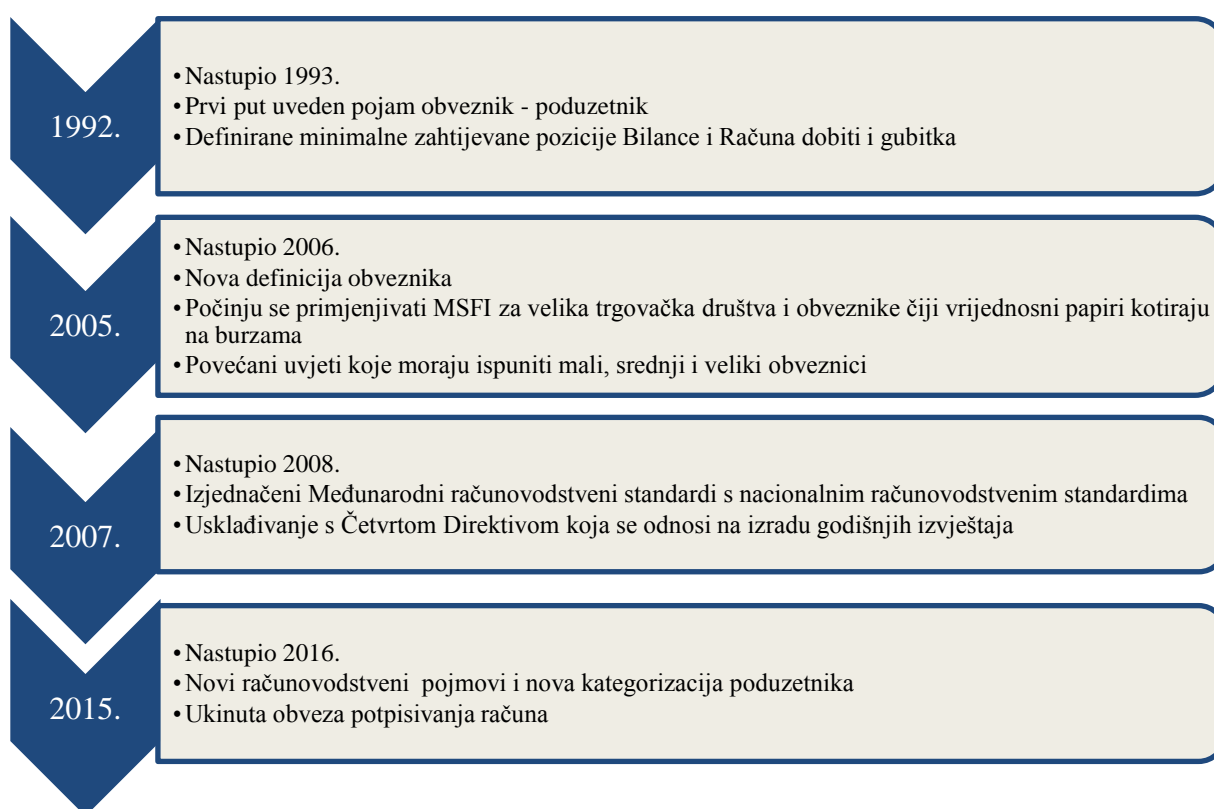 1992.
•Nastupio 1993.
•Prvi put uveden pojam obveznik - poduzetnik
•Definirane minimalne zahtijevane pozicije Bilance i Računa dobiti i gubitka
2005.
•Nastupio 2006.
•Nova definicija obveznika
•Počinju se primjenjivati MSFI za velika trgovačka društva i obveznike čiji vrijednosni papiri kotiraju
na burzama
•Povećani uvjeti koje moraju ispuniti mali, srednji i veliki obveznici
2007.
•Nastupio 2008.
•Izjednačeni Međunarodni računovodstveni standardi s nacionalnim računovodstvenim standardima
•Usklađivanje s Četvrtom Direktivom koja se odnosi na izradu godišnjih izvještaja
2015.
•Nastupio 2016.
•Novi računovodstveni pojmovi i nova kategorizacija poduzetnika
•Ukinuta obveza potpisivanja računa